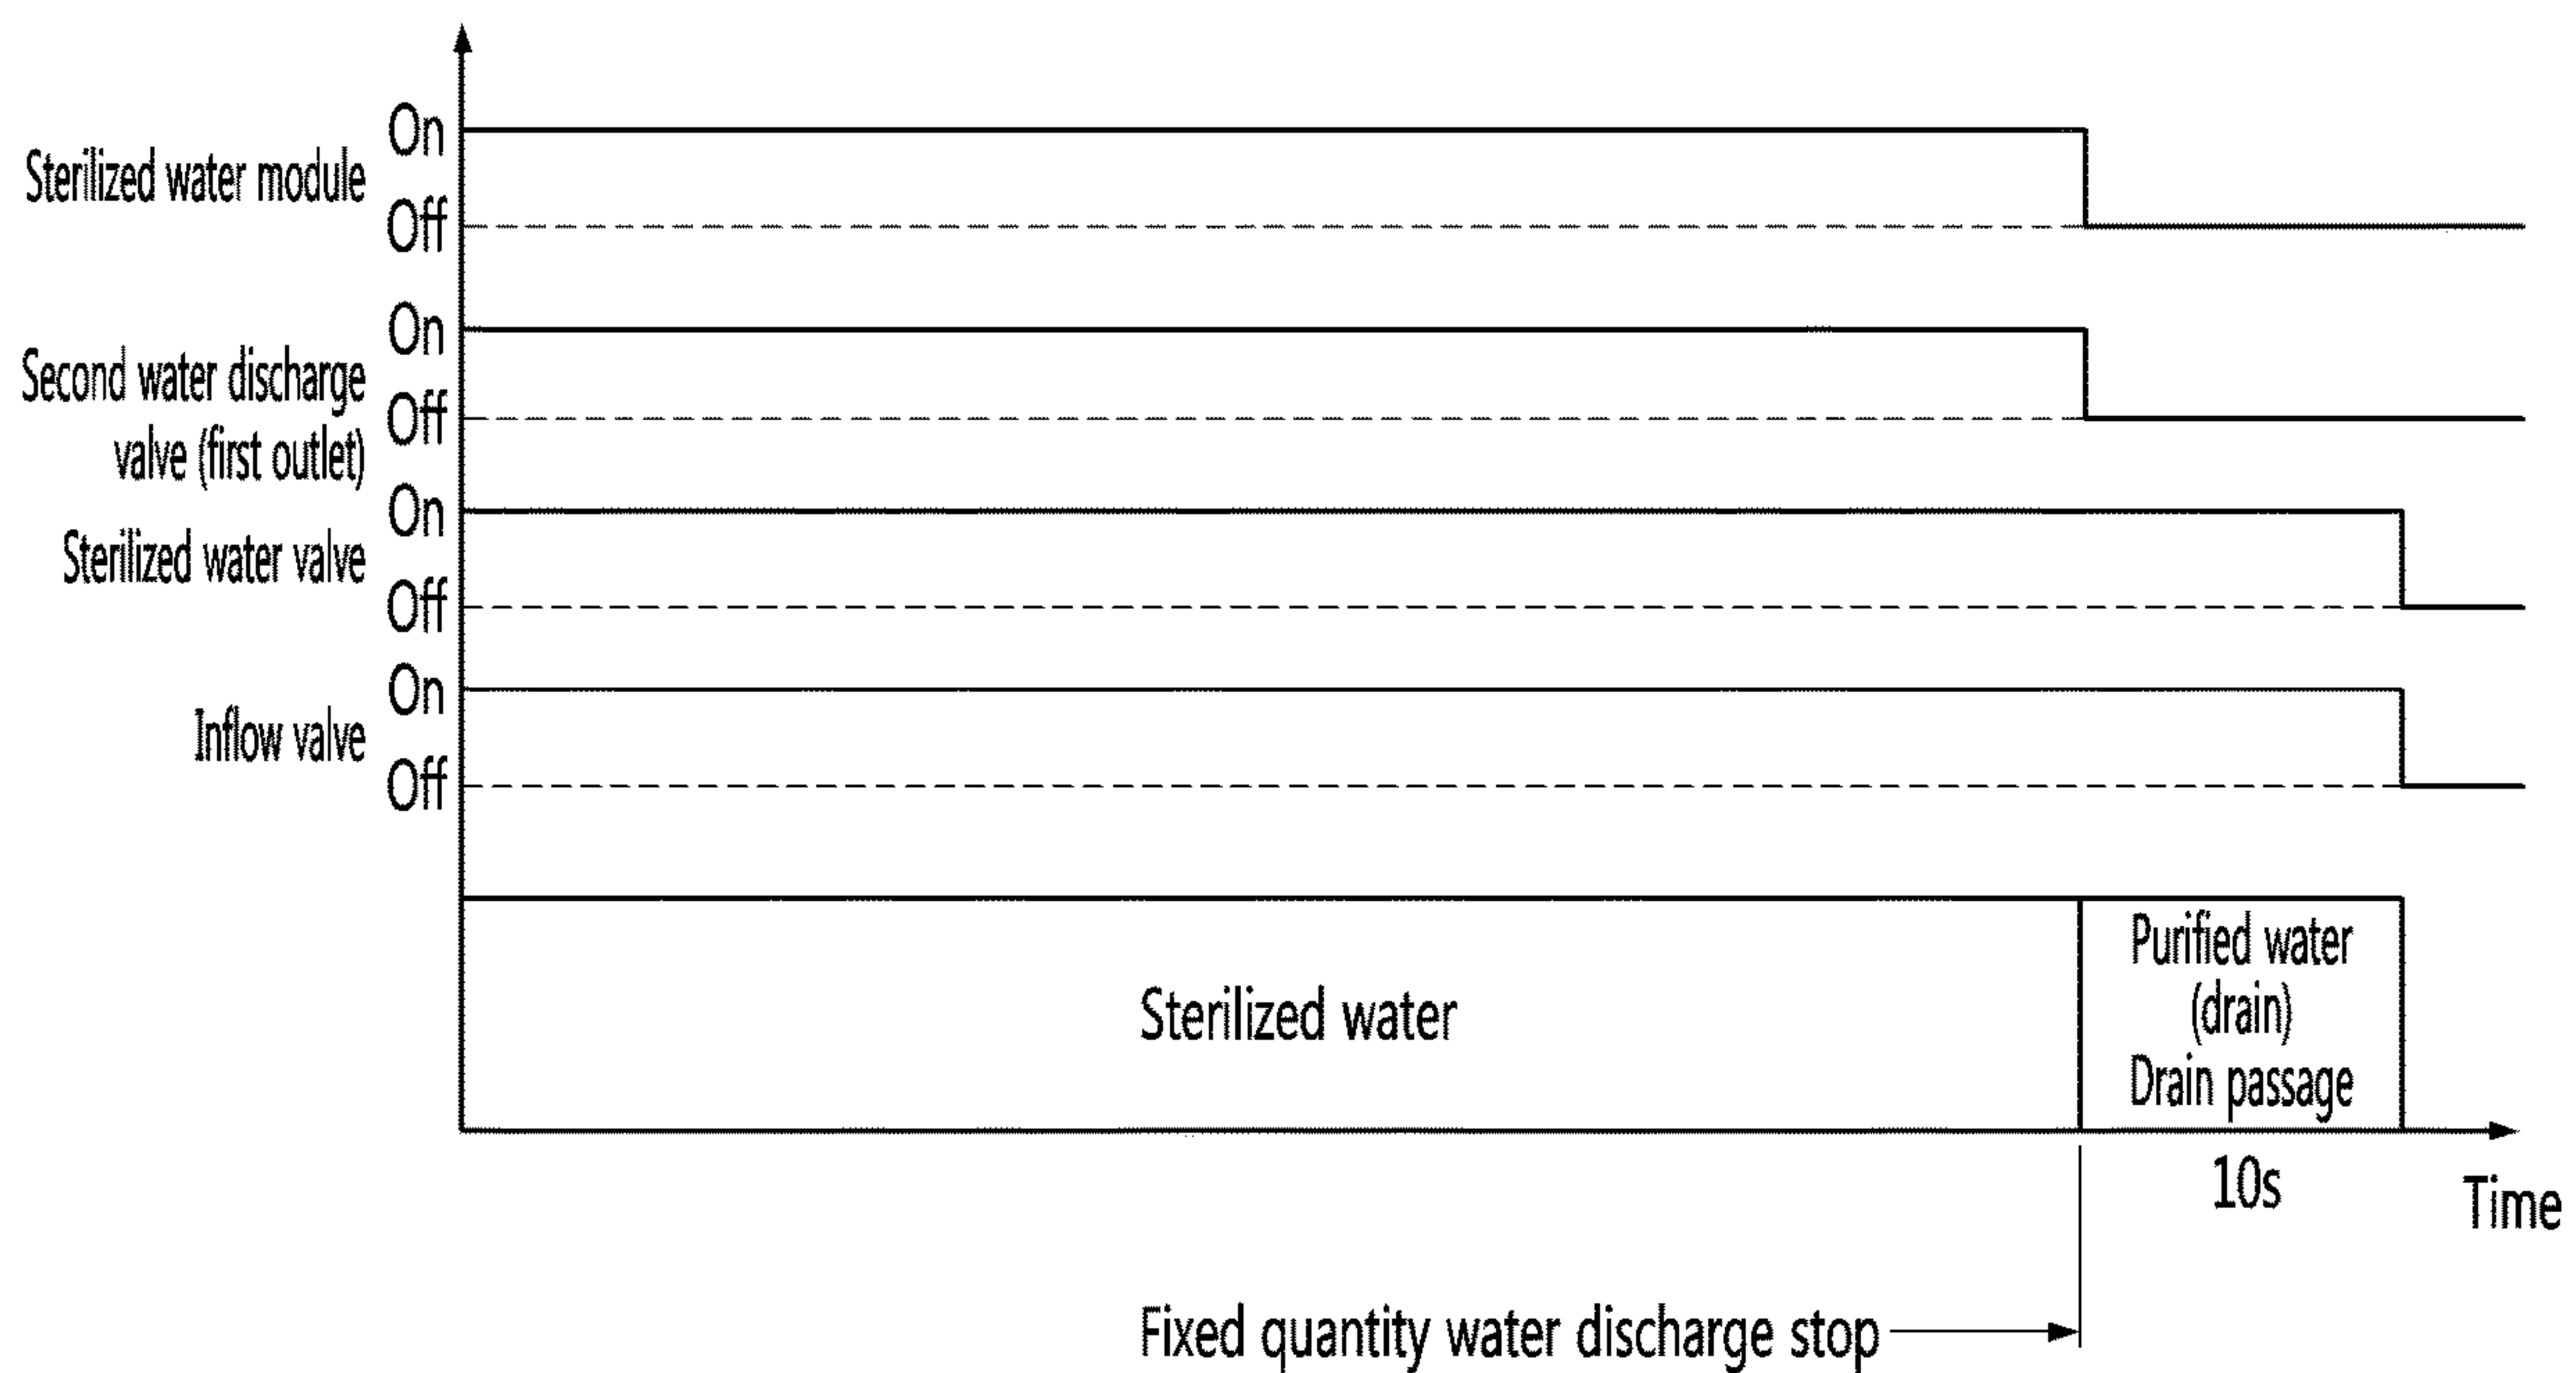 On
Sterilized water module
Off
On
Second water discharge
valve (first outlet)
Off
On
Sterilized water valve
Off
On
Inflow valve
Off
Sterilized water
Purified water
(drain)
Drain passage
10s
Time
Fixed quantity water discharge stop